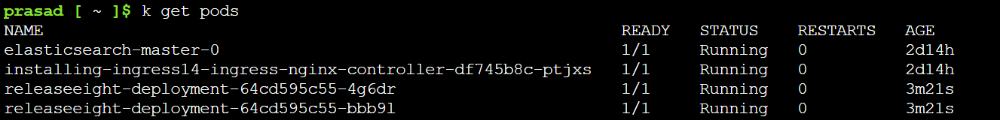 prasad [ ~ ]$ k get pods
NAME READY STATUS RESTARTS AGE
elasticsearch-master-0 1/1 Running 0 2d14h
installing-ingress14-ingress-nginx-controller-df745b8c-ptjxs 1/1 Running 0 2d14h
releaseeight-deployment-64cd595c55-4g6dr 1/1 Running 0 3m21s
releaseeight-deployment-64cd595c55-bbb9l 1/1 Running 0 3m21s